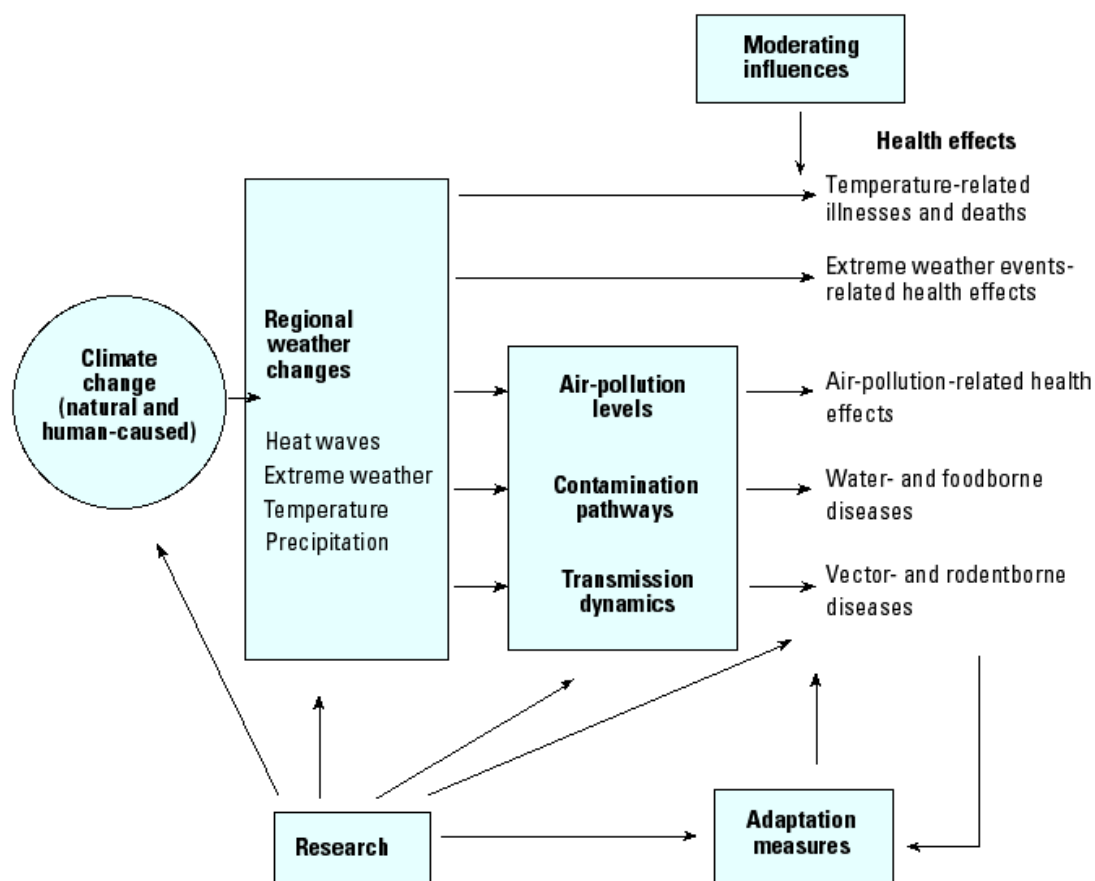 Moderating
influences
Health effects
Temperature-related
illnesses and deaths
Extreme weather events-
related health effects
Climate
change
(natural and
human-caused)
Regional
weather
changes
Heat waves
Extreme weather
Temperature
Precipitation
Air-pollution
levels
Contamination
pathways
Transmission
dynamics
Air-pollution-related health
effects
Water- and foodborne
diseases
Vector- and rodentborne
diseases
Research
Adaptation
measures